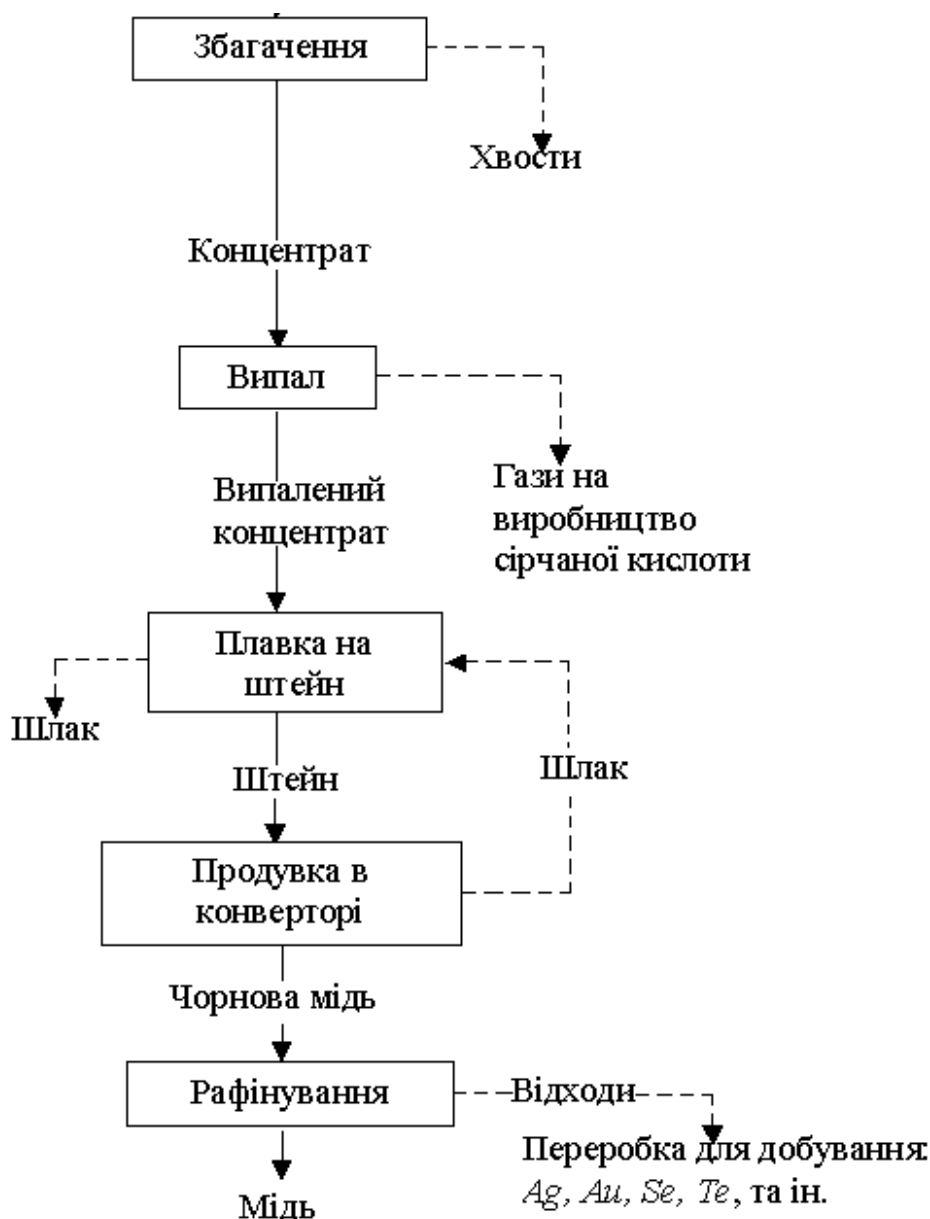 Збагачення
Хвости
Концентрат
Випал
Випалений
концентрат
Гази на
виробництво
сірчаної кислоти
Плавка на
штейн
Шлак
Штейн
Шлак
Продувка в
конверторі
Чорнова мідь
Рафінування
Відходи
Переробка для добування:
Ag, Au, Se, Te, та ін.
Мідь